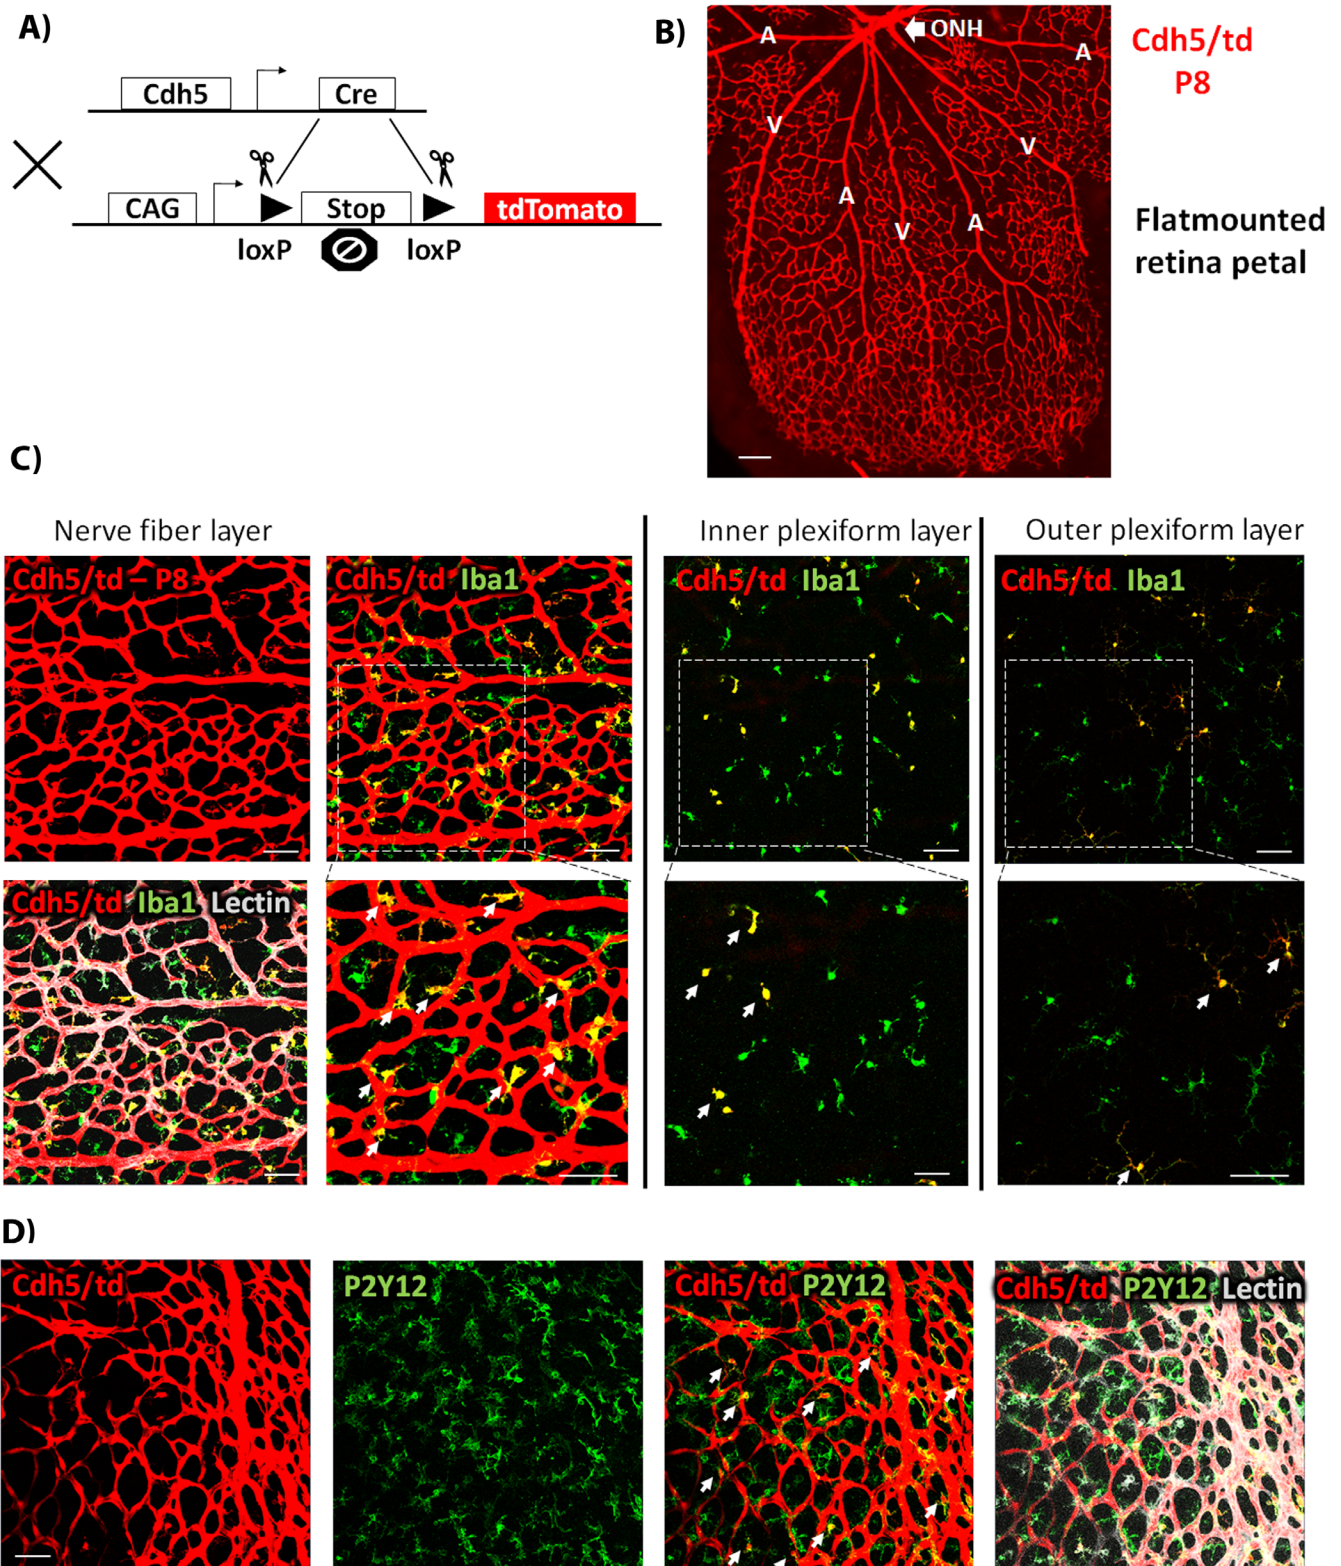 A)
Cdh5
Cre
CAG
Stop
tdTomato
loxP
loxP
B)
ONH
A
A
V
V
A
A
V
Cdh5/td
P8
Flatmounted
retina petal
C)
Nerve fiber layer
Inner plexiform layer
Outer plexiform layer
Cdh5/td – P8
Cdh5/td Iba1
Cdh5/td Iba1
Cdh5/td Iba1
Cdh5/td Iba1 Lectin
D)
Cdh5/td
P2Y12
Cdh5/td P2Y12
Cdh5/td P2Y12 Lectin